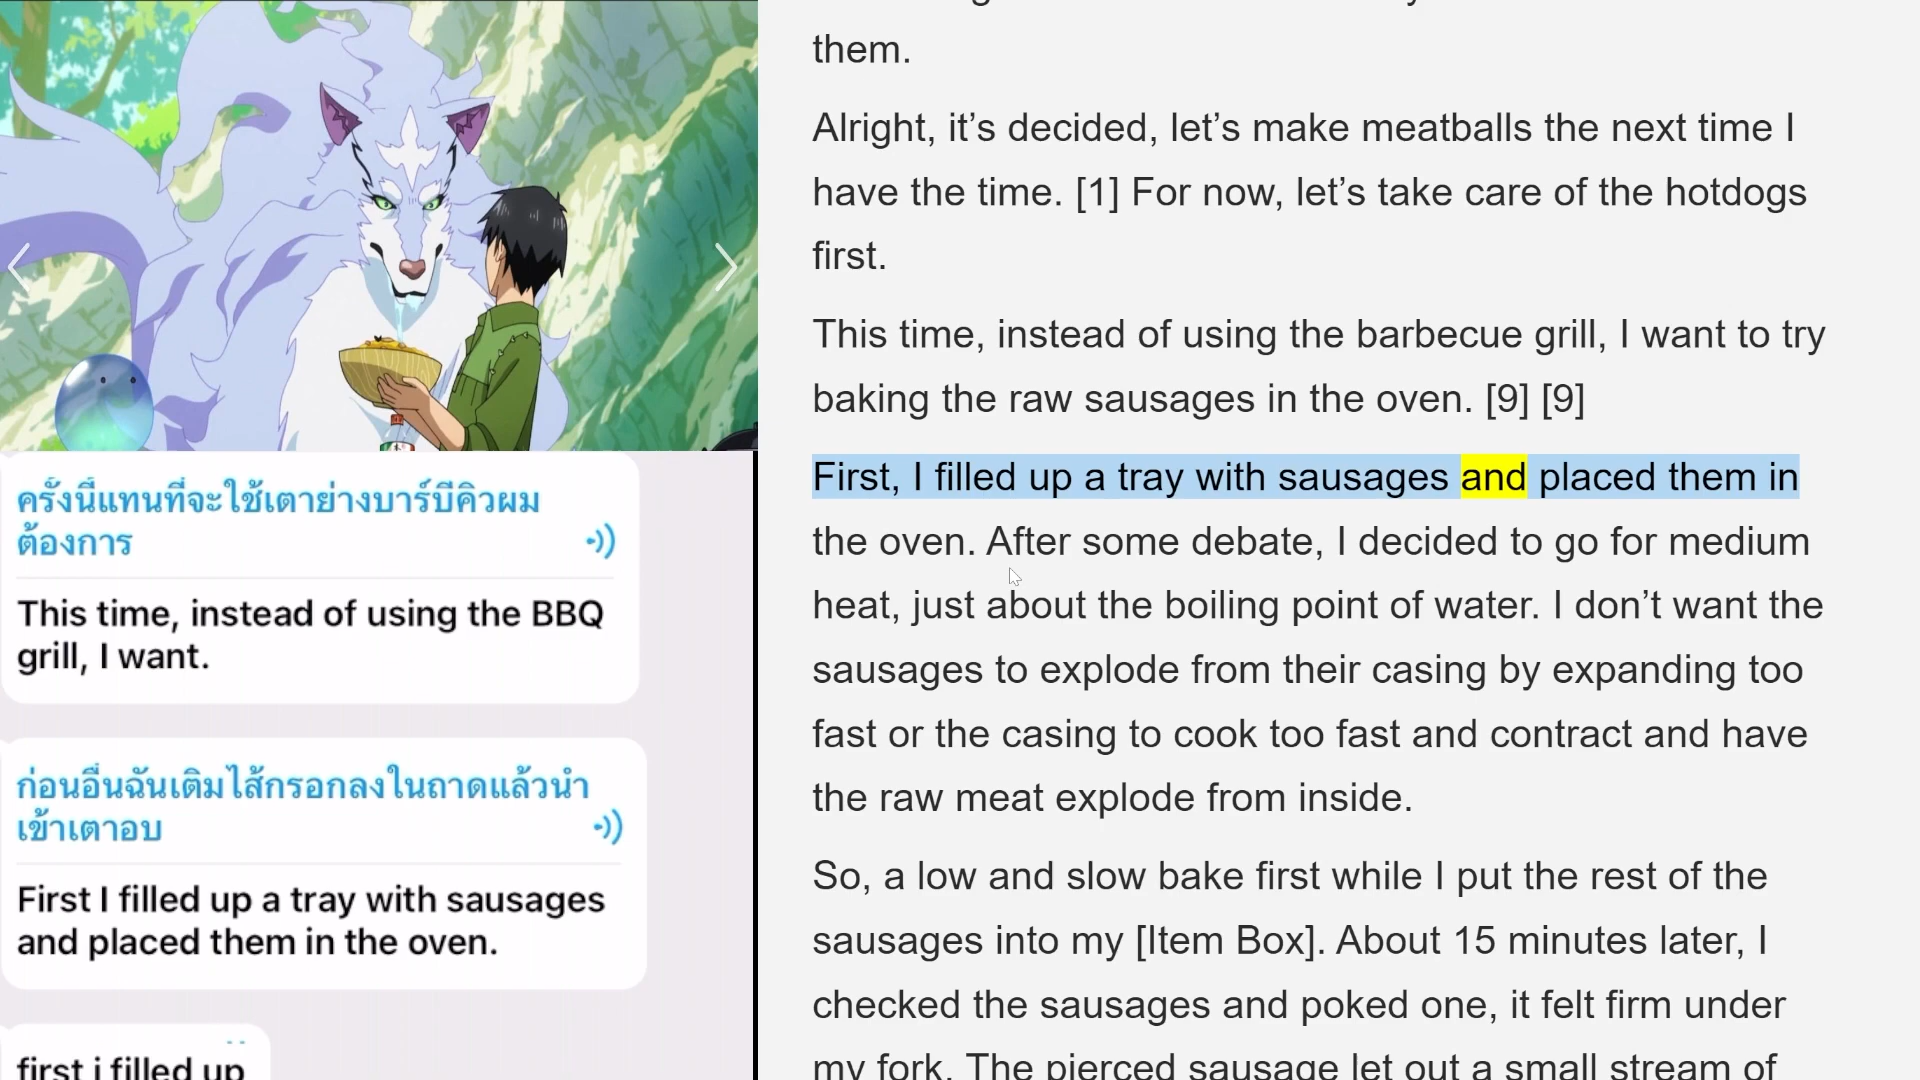 them.
Alright, it’s decided, let’s make meatballs the next time I
have the time. [1] For now, let’s take care of the hotdogs
first.
This time, instead of using the barbecue grill, I want to try
baking the raw sausages in the oven. [9] [9]
First, I filled up a tray with sausages and placed them in
the oven. After some debate, I decided to go for medium
heat, just about the boiling point of water. I don’t want the
sausages to explode from their casing by expanding too
fast or the casing to cook too fast and contract and have
the raw meat explode from inside.
So, a low and slow bake first while I put the rest of the
sausages into my [Item Box]. About 15 minutes later, I
checked the sausages and poked one, it felt firm under
my fork. The pierced sausage let out a small stream of
ครั้งนี้แทนที่จะใช้เตาย่างบาร์บีคิวผม
ต้องการ
This time, instead of using the BBQ
grill, I want.
ก่อนอื่นฉันเติมไส้กรอกลงในถาดแล้วนำ
เข้าเตาอบ
First I filled up a tray with sausages
and placed them in the oven.
first i filled up